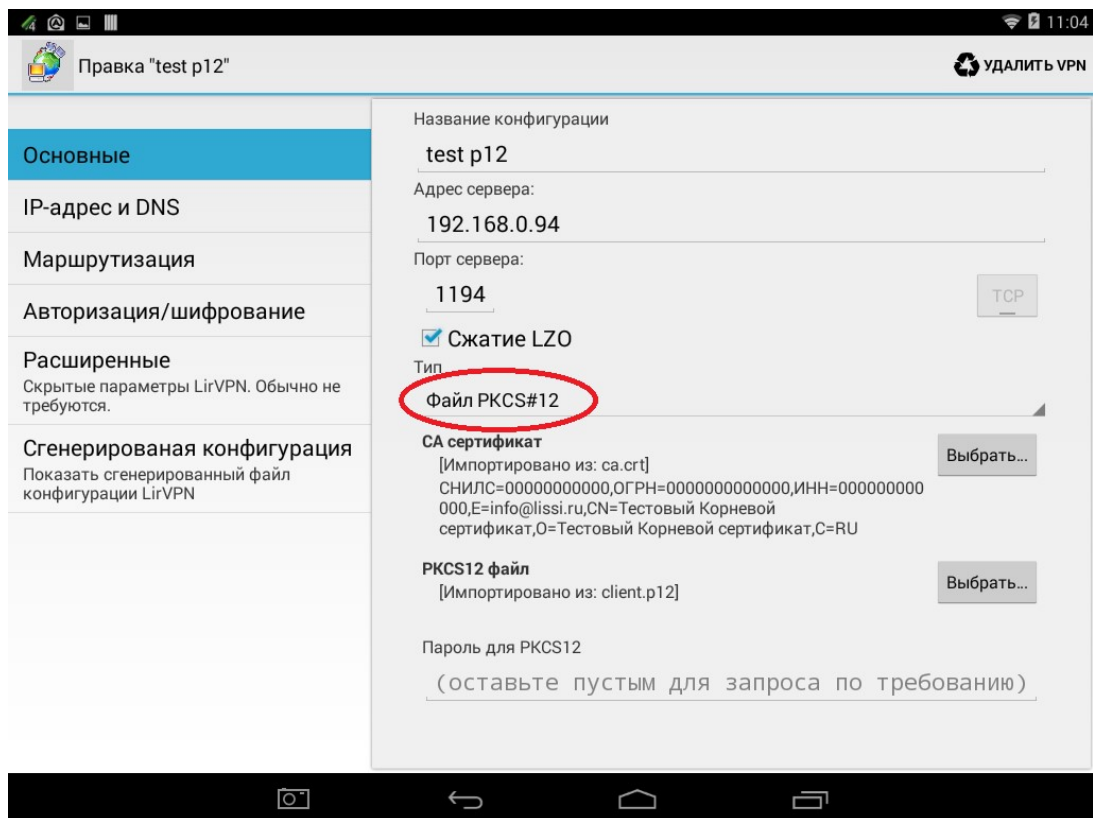 11:04
Правка "test p12"
УДАЛИТЬ VPN
Основные
IP-адрес и DNS
Маршрутизация
Авторизация/шифрование
Расширенные
Скрытые параметры LirVPN. Обычно не
требуются.
Сгенерированая конфигурация
Показать сгенерированный файл
конфигурации LirVPN
Название конфигурации
test p12
Адрес сервера:
192.168.0.94
Порт сервера:
1194
TCP
Сжатие LZO
Тип
Файл PKCS#12
CA сертификат
Выбрать...
[Импортировано из: ca.crt]
СНИЛС=00000000000,ОГРН=0000000000000,ИНН=000000000
000,E=info@lissi.ru,CN=Тестовый Корневой
сертификат,O=Тестовый Корневой сертификат,C=RU
PKCS12 файл
Выбрать...
[Импортировано из: client.p12]
Пароль для PKCS12
(оставьте пустым для запроса по требованию)